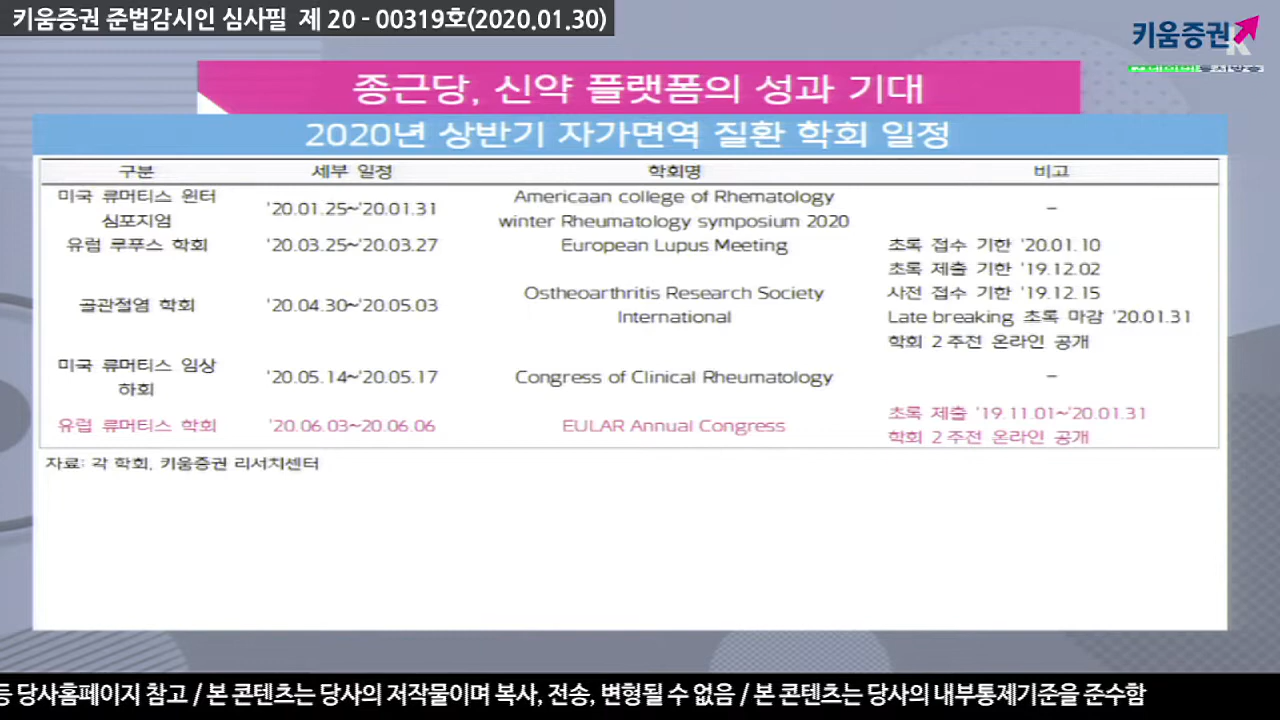 키움증권 준법감시인 심사필 제 20 - 00319호(2020.01.30)
키움증권
종근당, 신약 플랫폼의 성과 기대
2020년 상반기 자가면역 질환 학회 일정
구분 세부 일정 학회명 비고
미국 류머티스 윈터
심포지엄
'20.01.25~'20.01.31
Americaan college of Rhematology
winter Rheumatology symposium 2020
-
유럽 루푸스 학회 '20.03.25~'20.03.27 European Lupus Meeting 초록 접수 기한 '20.01.10
골관절염 학회 '20.04.30~'20.05.03
Ostheoarthritis Research Society
International
초록 제출 기한 '19.12.02
사전 접수 기한 '19.12.15
Late breaking 초록 마감 '20.01.31
학회 2주전 온라인 공개
미국 류머티스 임상
하회
'20.05.14~'20.05.17 Congress of Clinical Rheumatology -
유럽 류머티스 학회 '20.06.03~20.06.06 EULAR Annual Congress
초록 제출 '19.11.01~'20.01.31
학회 2주전 온라인 공개
자료: 각 학회, 키움증권 리서치센터
등 당사홈페이지 참고 / 본 콘텐츠는 당사의 저작물이며 복사, 전송, 변형될 수 없음 / 본 콘텐츠는 당사의 내부통제기준을 준수함